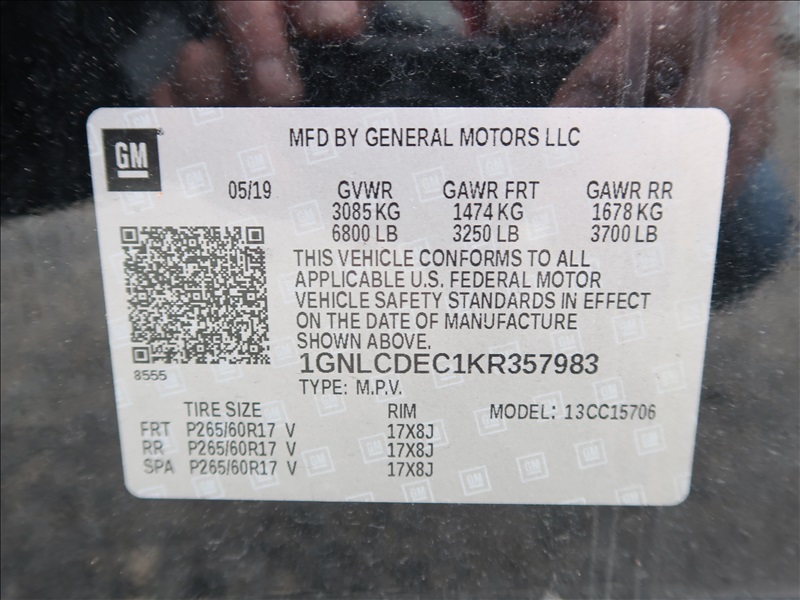 GM
MFD BY GENERAL MOTORS LLC
05/19 GVWR GAWR FRT GAWR RR
3085 KG 1474 KG 1678 KG
6800 LB 3250 LB 3700 LB
THIS VEHICLE CONFORMS TO ALL
APPLICABLE U.S. FEDERAL MOTOR
VEHICLE SAFETY STANDARDS IN EFFECT
ON THE DATE OF MANUFACTURE
SHOWN ABOVE.
8555
1GNLCDEC1KR357983
TYPE: M.P.V.
TIRE SIZE RIM MODEL: 13CC15706
FRT P265/60R17 V 17X8J
RR P265/60R17 V 17X8J
SPA P265/60R17 V 17X8J